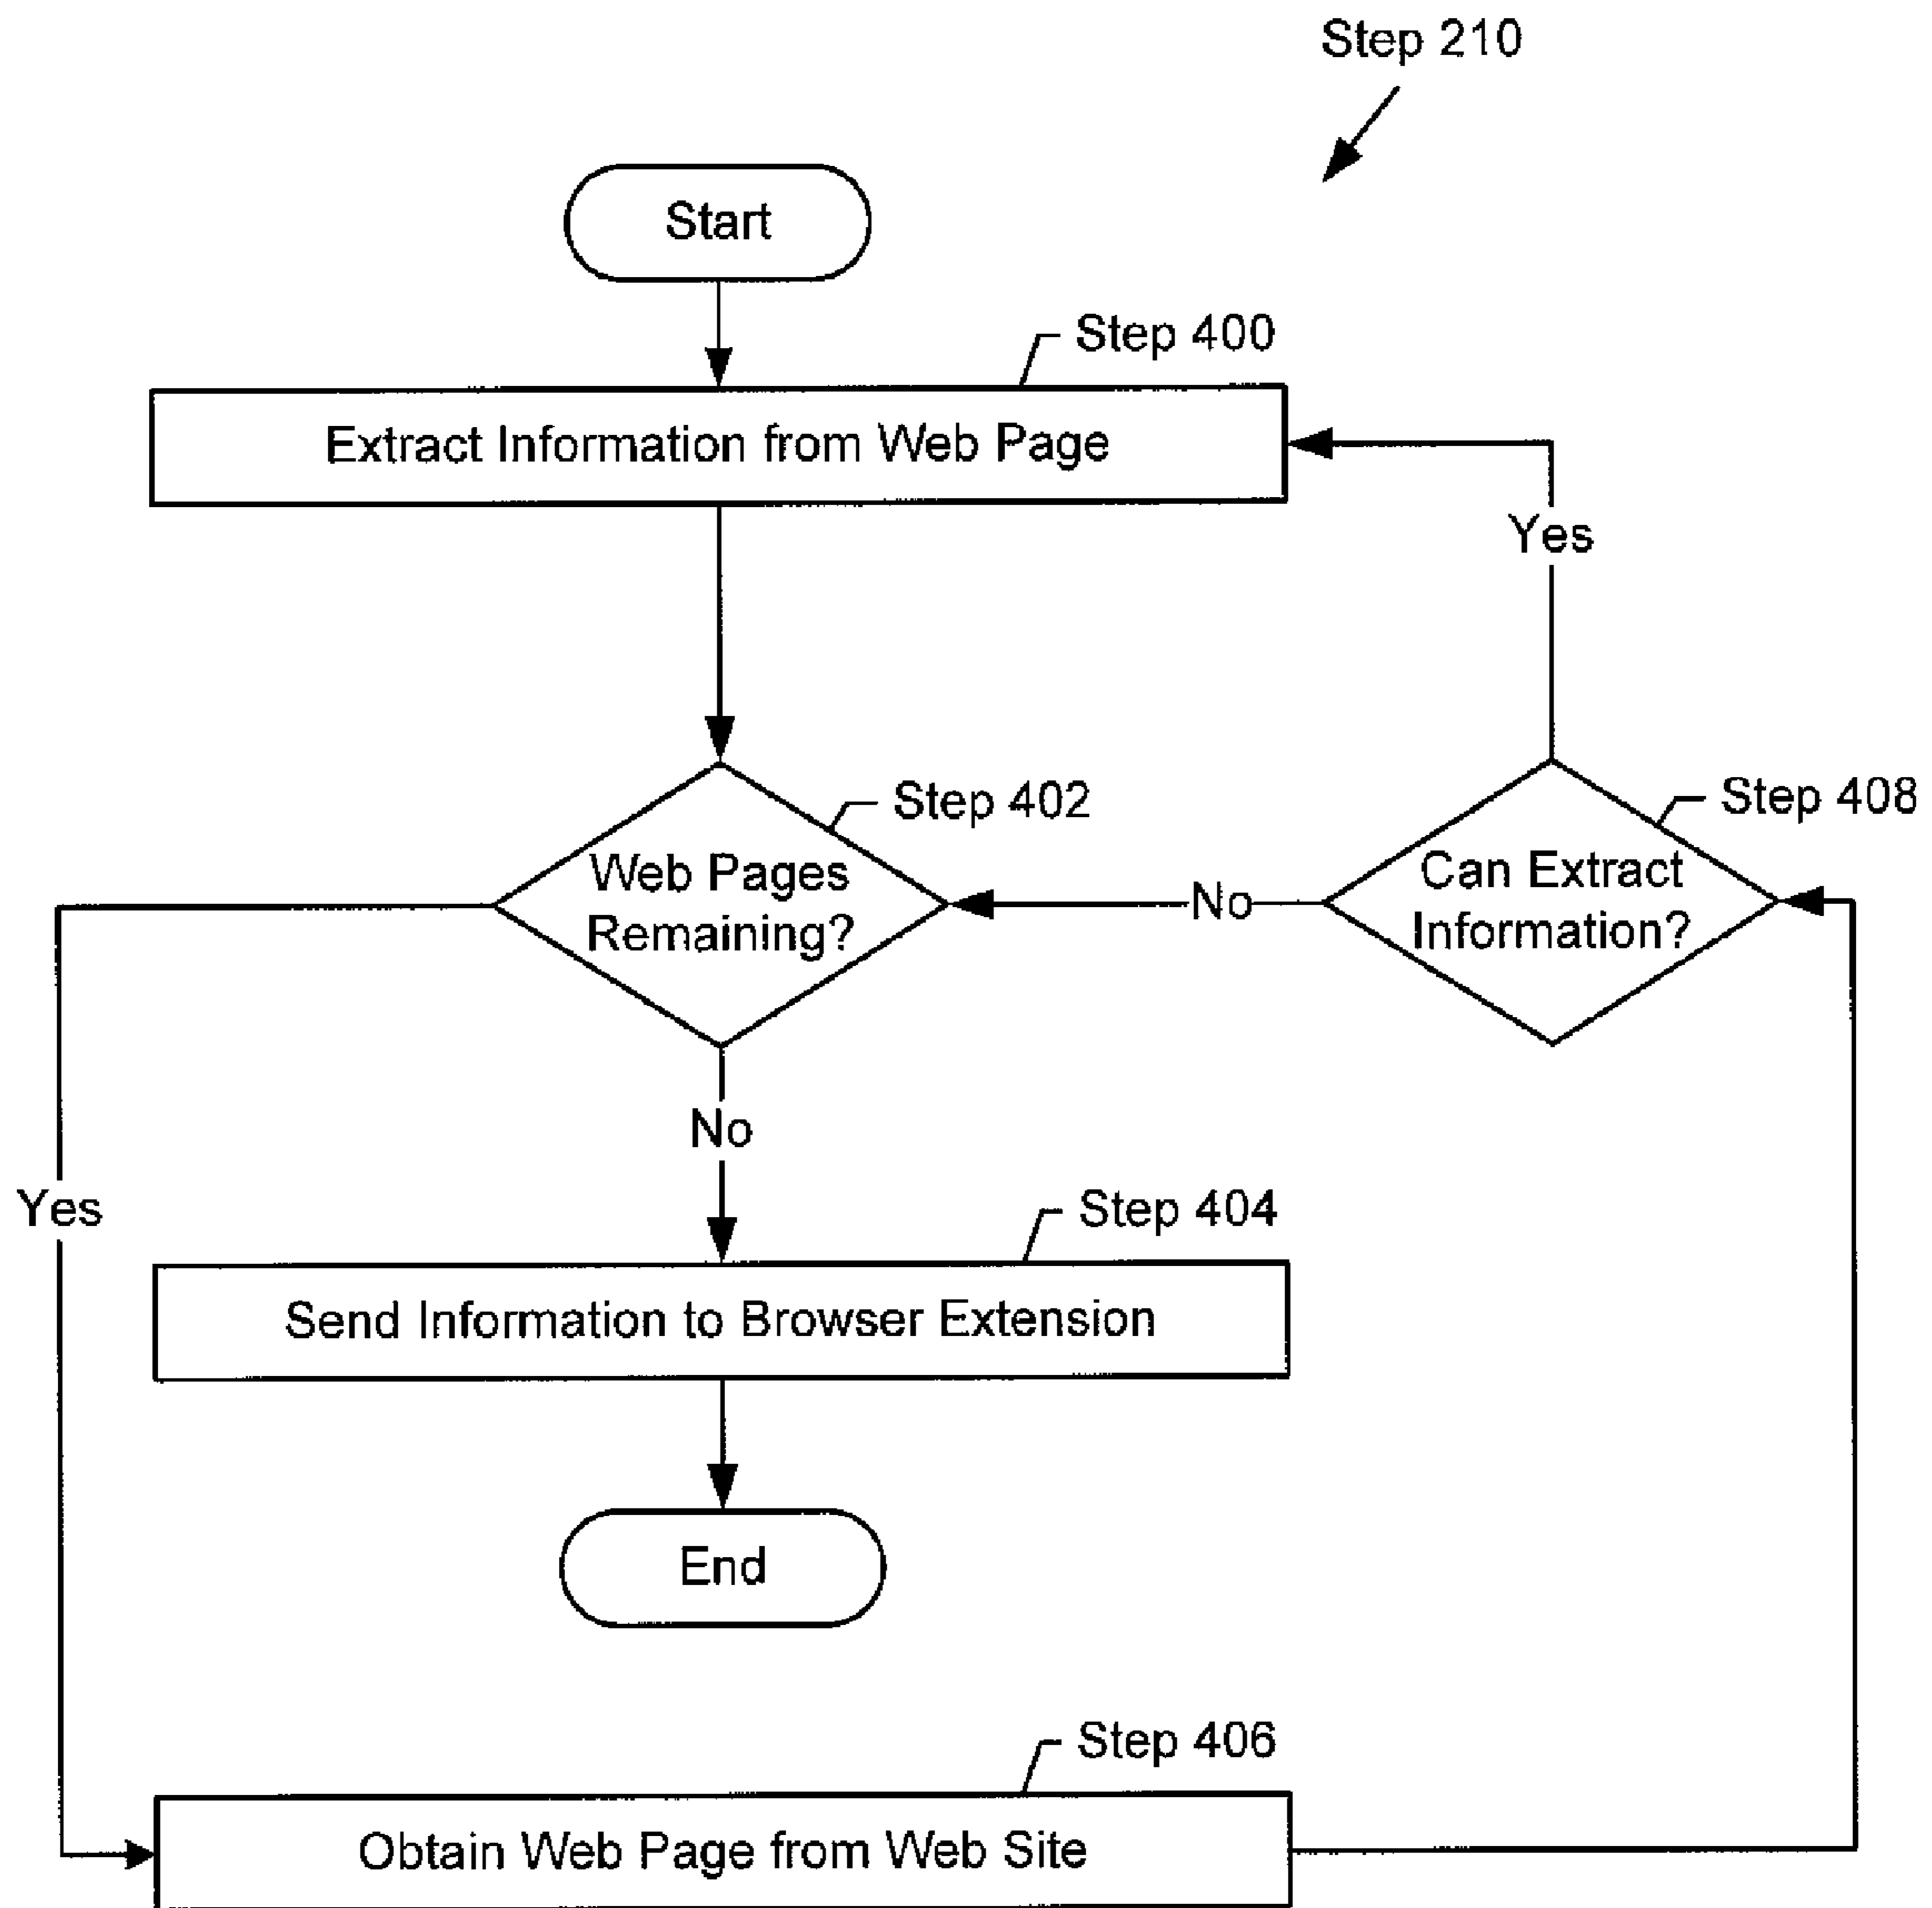 Step 210
Start
Step 400
Extract Information from Web Page
Yes
Step 402
Step 408
Web Pages
Remaining?
No
Can Extract
Information?
No
Yes
Step 404
Send Information to Browser Extension
End
Step 406
Obtain Web Page from Web Site